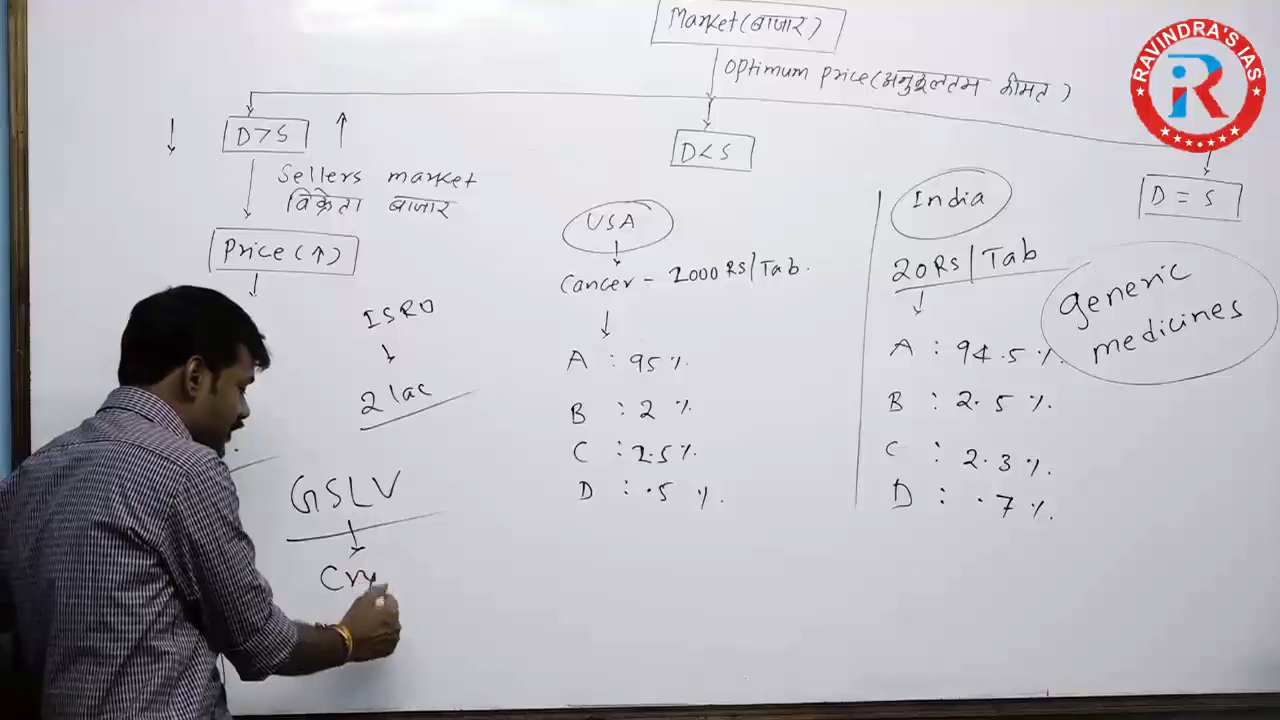 Market (बाजार)
Optimum price (अनुकूलतम कीमत)
D > S
D < S
D = S
Sellers market
विक्रेता बाजार
Price (↑)
ISRO
2 lac
GSLV
Cry
USA
Cancer - 2000 RS/Tab.
A : 95 %.
B : 2 %.
C : 2.5 %.
D : .5 %.
India
20 RS/Tab
A : 94.5 %.
B : 2.5 %.
C : 2.3 %.
D : .7 %.
Generic
medicines
RAVINDRA'S IAS
iR